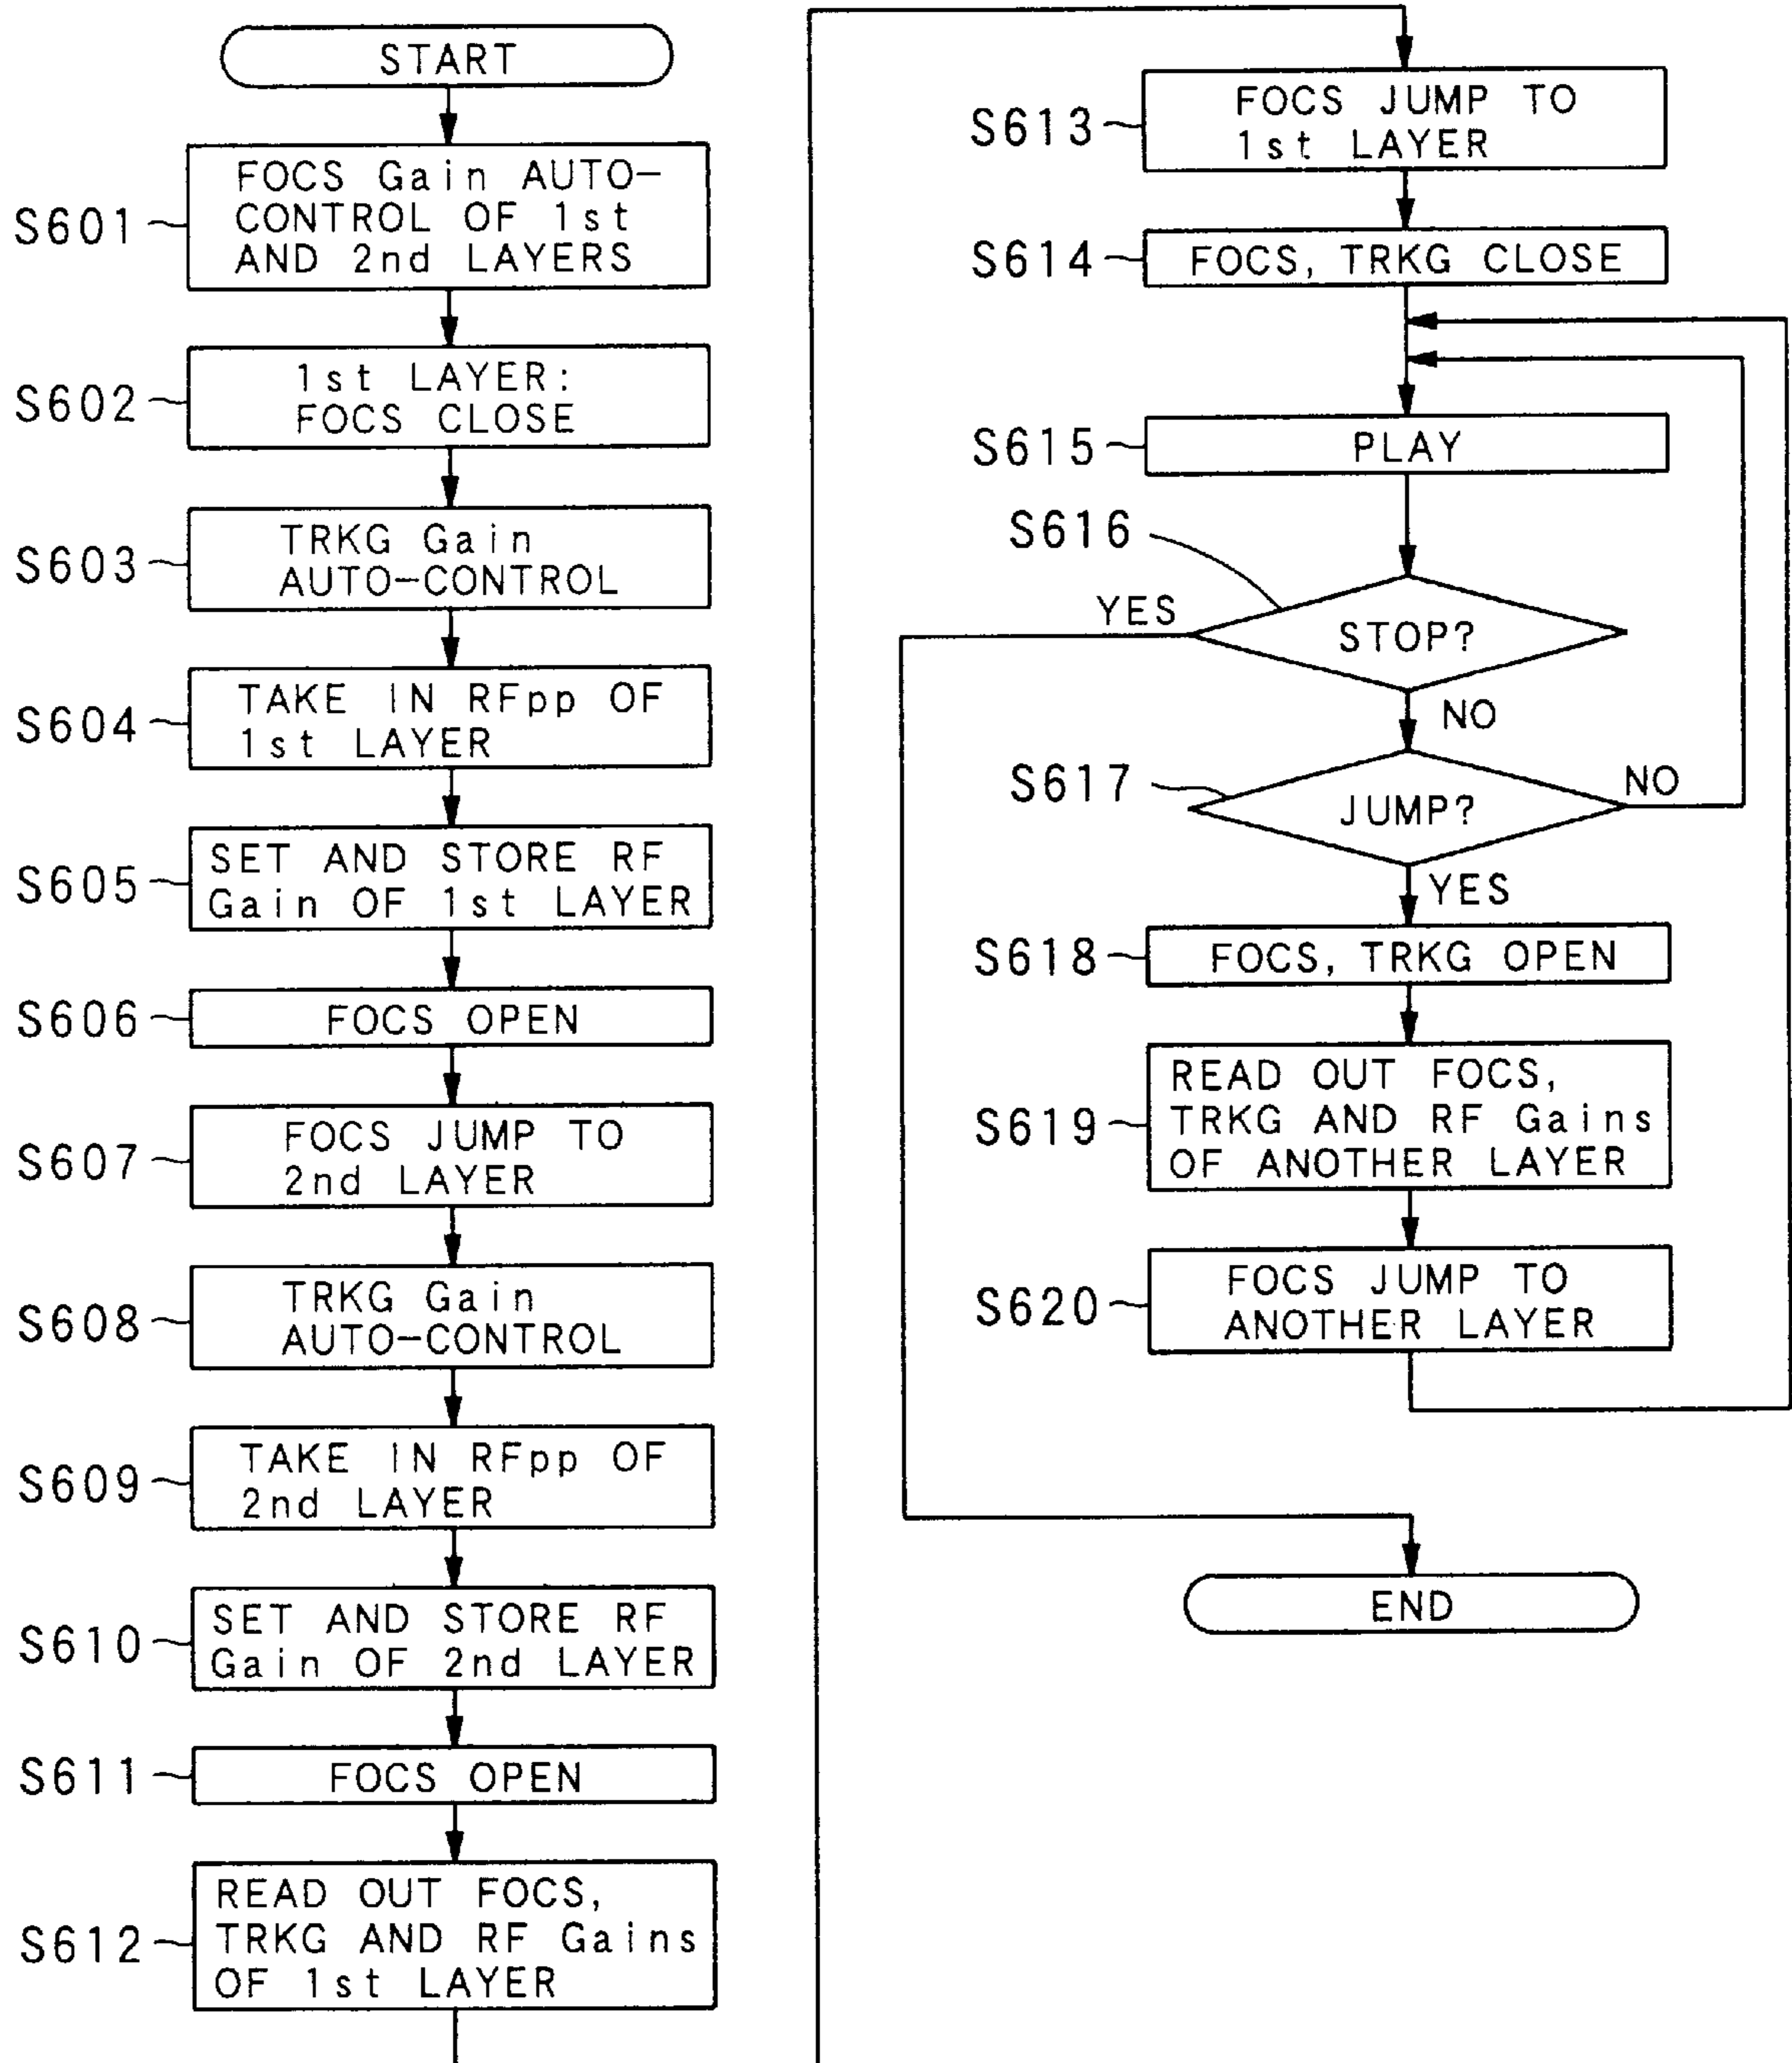 START
S601
FOCS Gain AUTO-
CONTROL OF 1st
AND 2nd LAYERS
S602
1st LAYER:
FOCS CLOSE
S603
TRKG Gain
AUTO-CONTROL
S604
TAKE IN RFpp OF
1st LAYER
S605
SET AND STORE RF
Gain OF 1st LAYER
S606
FOCS OPEN
S607
FOCS JUMP TO
2nd LAYER
S608
TRKG Gain
AUTO-CONTROL
S609
TAKE IN RFpp OF
2nd LAYER
S610
SET AND STORE RF
Gain OF 2nd LAYER
S611
FOCS OPEN
S612
READ OUT FOCS,
TRKG AND RF Gains
OF 1st LAYER
S613
FOCS JUMP TO
1st LAYER
S614
FOCS, TRKG CLOSE
S615
PLAY
S616
YES
STOP?
NO
S617
JUMP?
NO
YES
S618
FOCS, TRKG OPEN
S619
READ OUT FOCS,
TRKG AND RF Gains
OF ANOTHER LAYER
S620
FOCS JUMP TO
ANOTHER LAYER
END